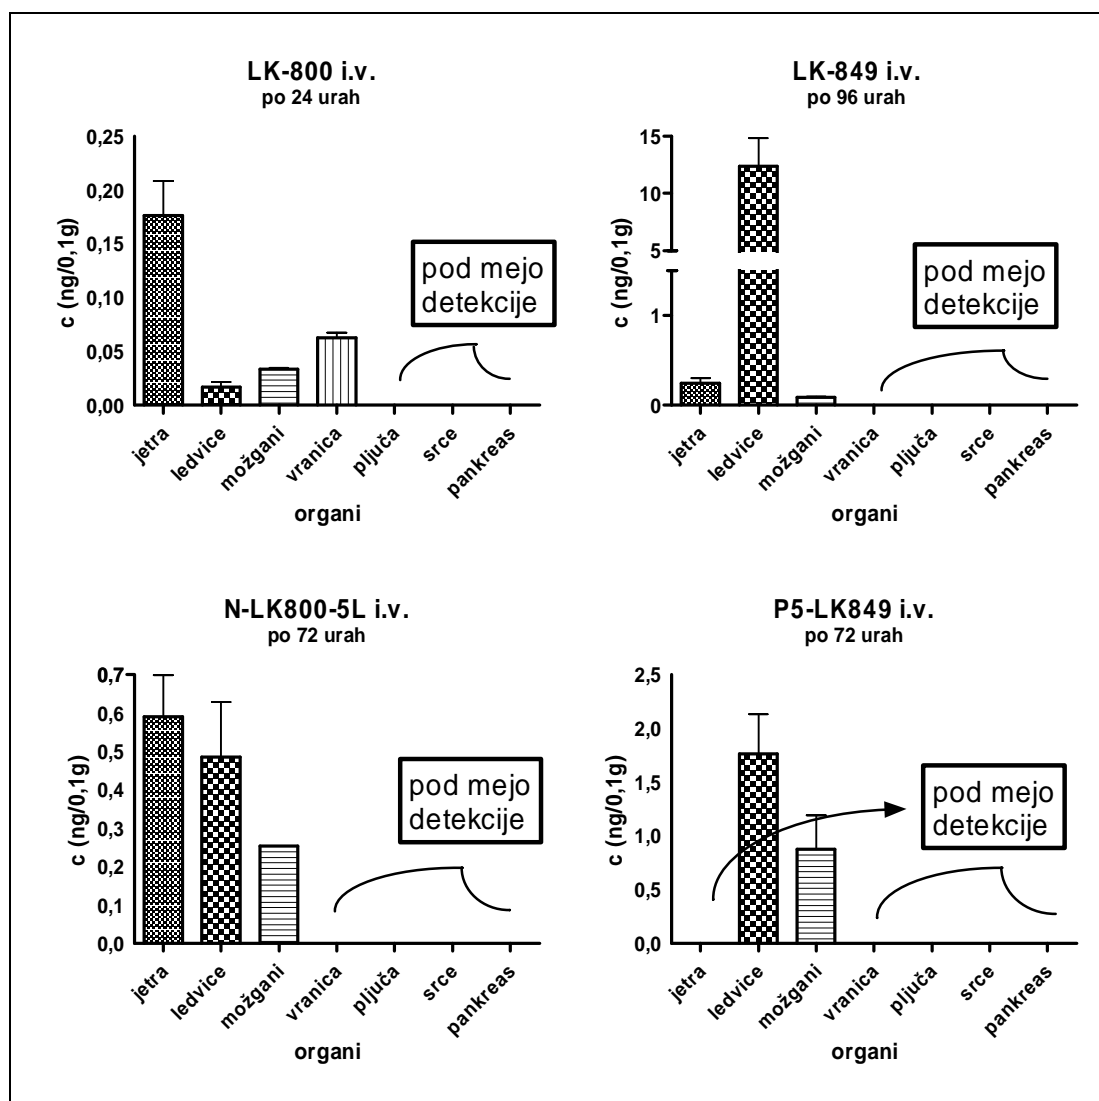 LK-800 i.v.
po 24 urah
c (ng/0,1g)
0,25
0,20
0,15
0,10
0,05
0,00
pod mejo
detekcije
jetra
ledvice
možgani
vranica
pljuča
srce
pankreas
organi
LK-849 i.v.
po 96 urah
c (ng/0,1g)
15
10
5
1
0
pod mejo
detekcije
jetra
ledvice
možgani
vranica
pljuča
srce
pankreas
organi
N-LK800-5L i.v.
po 72 urah
c (ng/0,1g)
0,7
0,6
0,5
0,4
0,3
0,2
0,1
0,0
pod mejo
detekcije
jetra
ledvice
možgani
vranica
pljuča
srce
pankreas
organi
P5-LK849 i.v.
po 72 urah
c (ng/0,1g)
2,5
2,0
1,5
1,0
0,5
0,0
pod mejo
detekcije
jetra
ledvice
možgani
vranica
pljuča
srce
pankreas
organi